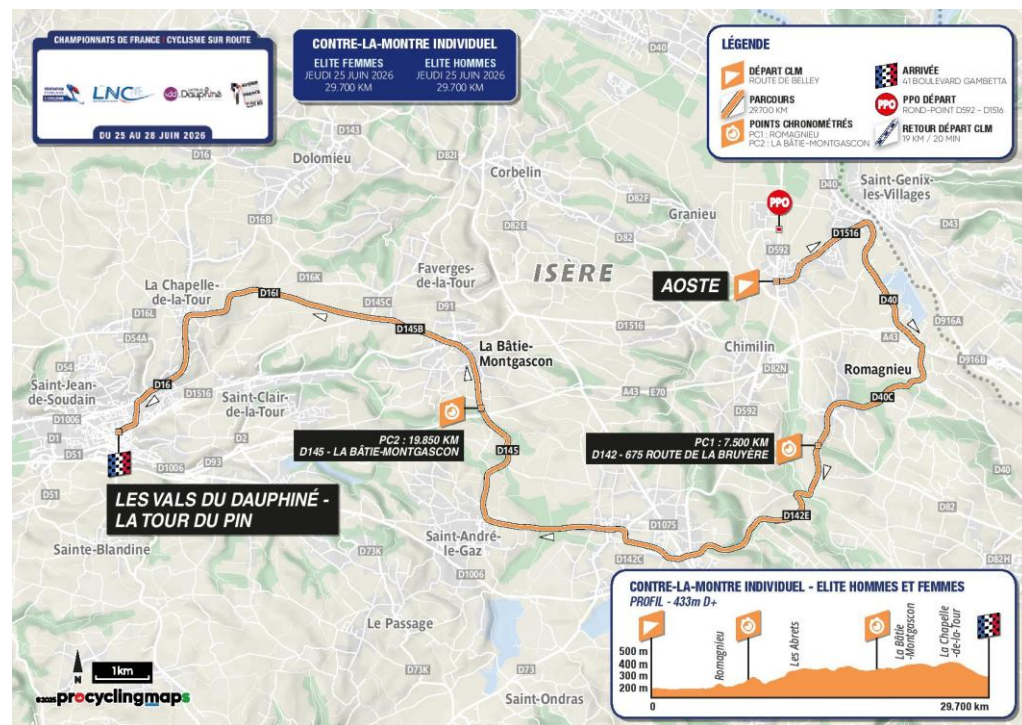 CHAMPIONNATS DE FRANCE | CYCLISME SUR ROUTE
LNC
Dauphiné
DU 25 AU 28 JUIN 2026
CONTRE-LA-MONTRE INDIVIDUEL
ELITE FEMMES
JEUDI 25 JUIN 2026
29.700 KM
ELITE HOMMES
JEUDI 25 JUIN 2026
29.700 KM
LÉGENDE
DÉPART CLM
ROUTE DE BELLEY
PARCOURS
29.700 KM
POINTS CHRONOMÉTRÉS
PC1 : ROMAGNIEU
PC2 : LA BÂTIE-MONTGASCON
ARRIVÉE
41 BOULEVARD GAMBETTA
PPO
PPO DÉPART
ROND-POINT D592 - D1516
RETOUR DÉPART CLM
19 KM / 20 MIN
D40
D143
D16
D82I
Dolomieu
Corbelin
D40
Saint-Genix-
les-Villages
D43
D82F
Granieu
PPO
D16B
D82E
D82
D592
D1516
ISÈRE
AOSTE
La Chapelle-
de-la-Tour
D16K
Faverges-
de-la-Tour
D16I
D145C
D91
D40
D16L
D145B
D1516
D916A
D54A
La Bâtie-
Montgascon
Chimilin
A43
D916B
D54
D82N
Romagnieu
Saint-Jean-
de-Soudain
D16
D1516
Saint-Clair-
de-la-Tour
A43
E70
D40C
D1006
D592
D1
D2
PC2 : 19.850 KM
D145 - LA BÂTIE-MONTGASCON
D145
PC1 : 7.500 KM
D142 - 675 ROUTE DE LA BRUYÈRE
D51
D1006
D93
D40
D51
LES VALS DU DAUPHINÉ -
LA TOUR DU PIN
D142E
D107S
Sainte-Blandine
Saint-André-
le-Gaz
D73K
D1006
D142C
D82H
Le Passage
D73K
D73
Saint-Ondras
CONTRE-LA-MONTRE INDIVIDUEL - ELITE HOMMES ET FEMMES
PROFIL - 433m D+
500 m
400 m
300 m
200 m
Romagnieu
Les Abrets
La Bâtie
-Montgascon
La Chapelle
-de-la-Tour
0
29.700 km
N
1km
©2025 procyclingmaps